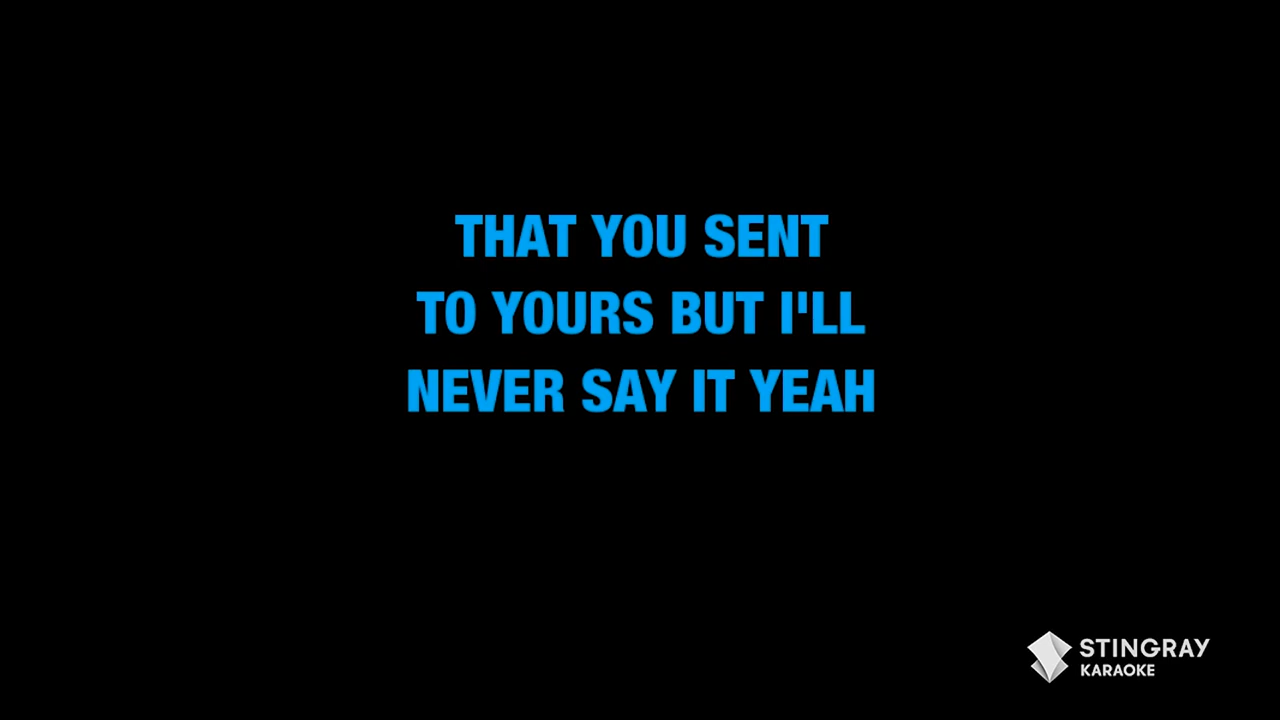 THAT YOU SENT
TO YOURS BUT I'LL
NEVER SAY IT YEAH
STINGRAY
KARAOKE